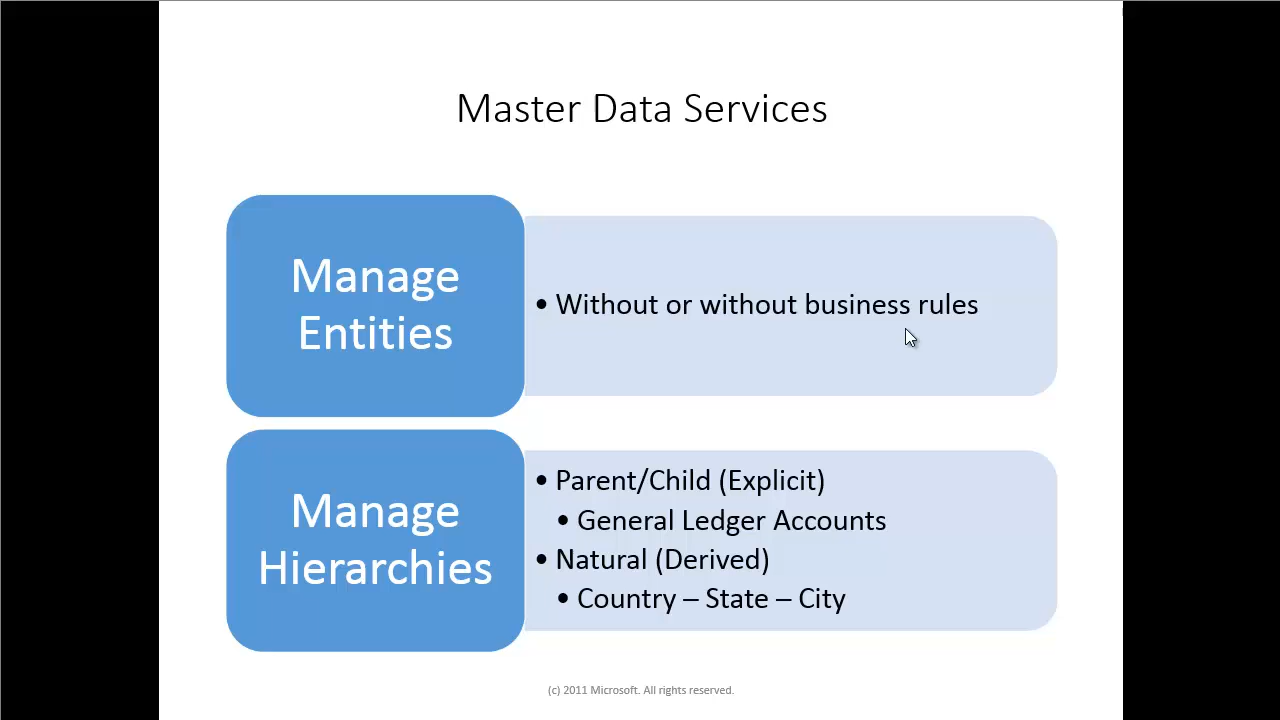 Master Data Services
Manage
Entities
• Without or without business rules
Manage
Hierarchies
• Parent/Child (Explicit)
• General Ledger Accounts
• Natural (Derived)
• Country – State – City
(c) 2011 Microsoft. All rights reserved.